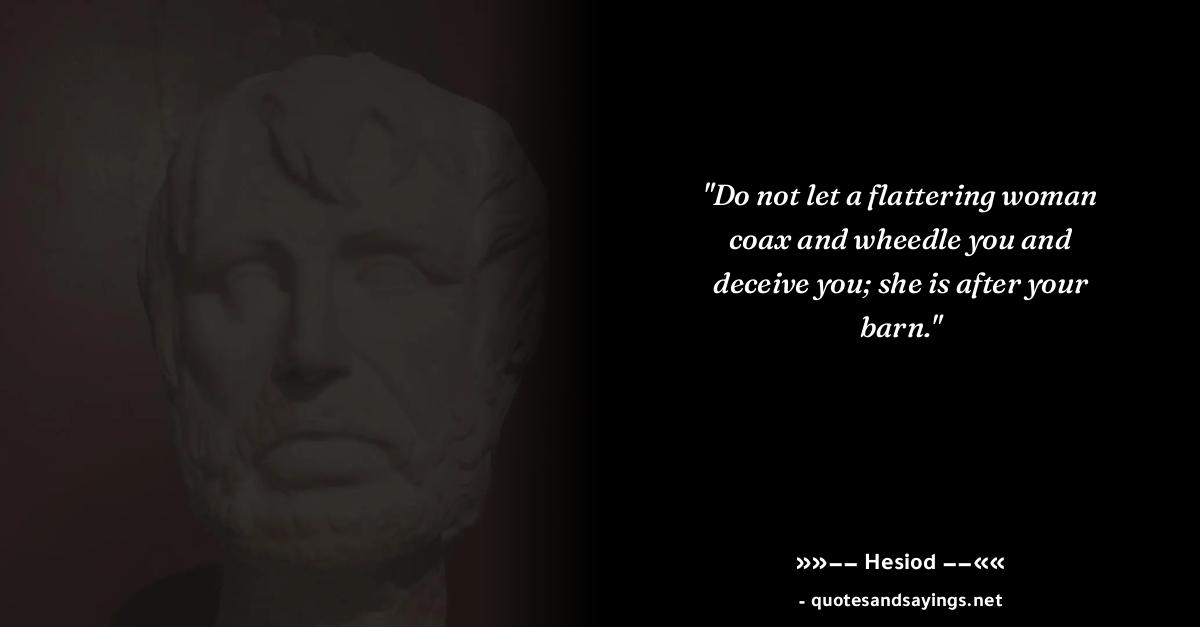 "Do not let a flattering woman
coax and wheedle you and
deceive you; she is after your
barn."
»»−− Hesiod −−««
- quotesandsayings.net